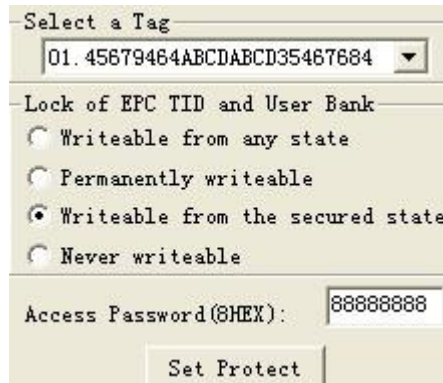 Select a Tag
01.45679464ABCDABCD35467684
Lock of EPC TID and User Bank
Writeable from any state
Permanently writeable
Writeable from the secured state
Never writeable
Access Password(8HEX): 88888888
Set Protect